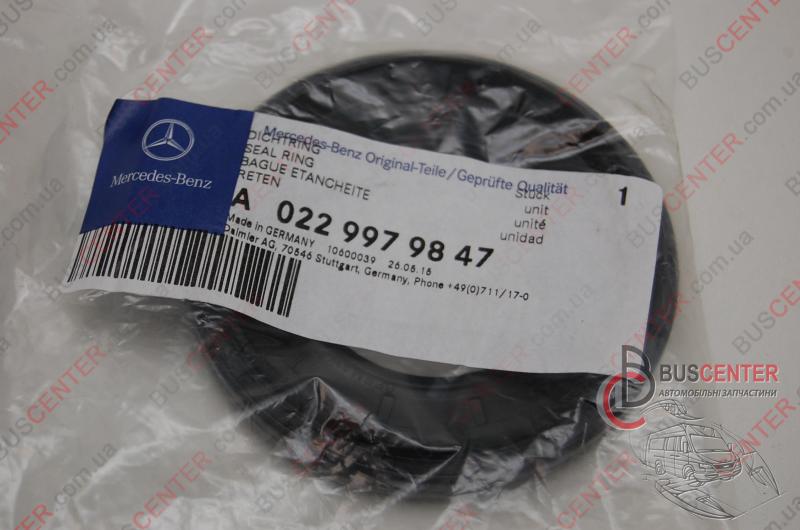 Mercedes-Benz
Mercedes-Benz Original-Teile/Geprüfte Qualität
DICHTRING
SEAL RING
BAGUE ETANCHEITE
RETEN
Stück
unit
unité
unidad
1
A 022 997 98 47
Made in GERMANY 10600039 26.05.15
Daimler AG, 70546 Stuttgart, Germany, Phone +49(0)711/17-0
BUSCENTER
АВТОМОБІЛЬНІ ЗАПЧАСТИНИ
BUSCENTER.com.ua